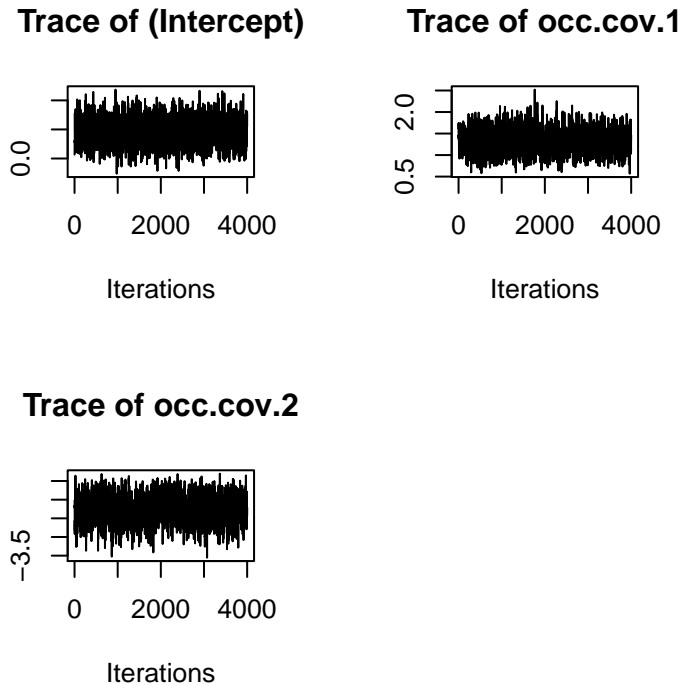 Trace of (Intercept)
0.0
0 2000 4000
Iterations
Trace of occ.cov.1
0.5 2.0
0 2000 4000
Iterations
Trace of occ.cov.2
−3.5
0 2000 4000
Iterations